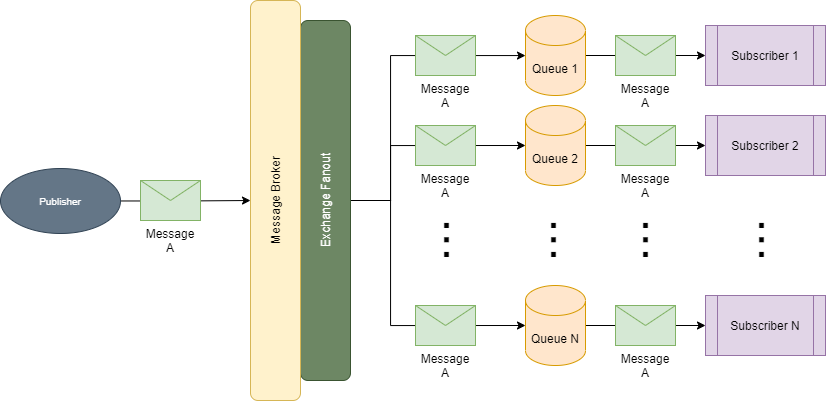 Publisher
Message
A
Message Broker
Exchange Fanout
Message
A
Queue 1
Message
A
Subscriber 1
Message
A
Queue 2
Message
A
Subscriber 2
Message
A
Queue N
Message
A
Subscriber N